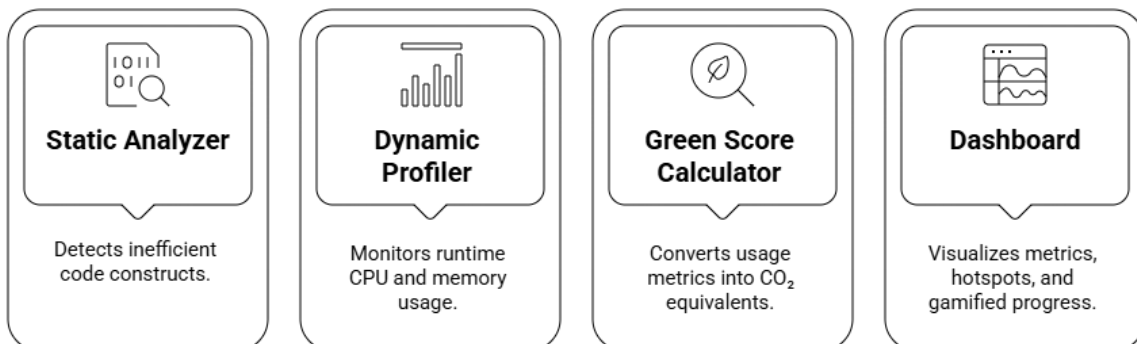 Static Analyzer
Detects inefficient
code constructs.
Dynamic
Profiler
Monitors runtime
CPU and memory
usage.
Green Score
Calculator
Converts usage
metrics into CO₂
equivalents.
Dashboard
Visualizes metrics,
hotspots, and
gamified progress.